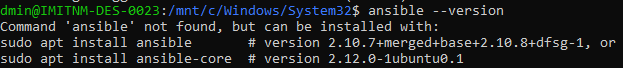 dmin@IMITNM-DES-0023:/mnt/c/Windows/System32$ ansible --version
Command 'ansible' not found, but can be installed with:
sudo apt install ansible       # version 2.10.7+merged+base+2.10.8+dfsg-1, or
sudo apt install ansible-core  # version 2.12.0-1ubuntu0.1